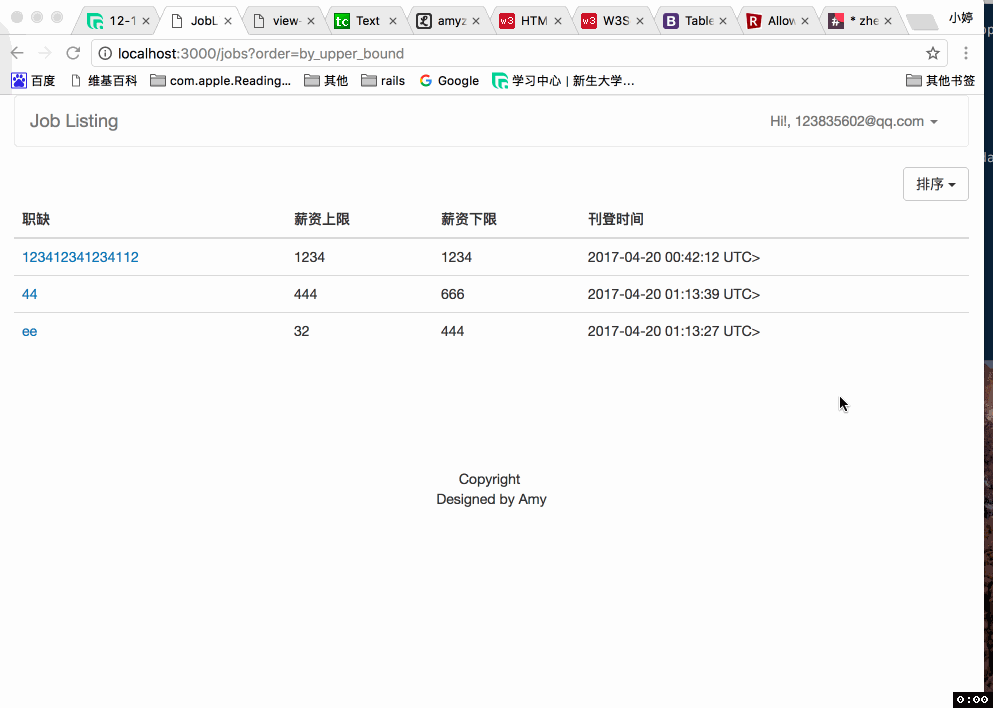 12-1 JobL view- Text amyz HTM W3S Table Allow * zhe 小婷
localhost:3000/jobs?order=by_upper_bound
百度 维基百科 com.apple.Reading... 其他 rails Google 学习中心 | 新生大学... 其他书签
Job Listing Hi!, 123835602@qq.com
排序
职缺 薪资上限 薪资下限 刊登时间
123412341234112 1234 1234 2017-04-20 00:42:12 UTC>
44 444 666 2017-04-20 01:13:39 UTC>
ee 32 444 2017-04-20 01:13:27 UTC>
Copyright
Designed by Amy
0:00